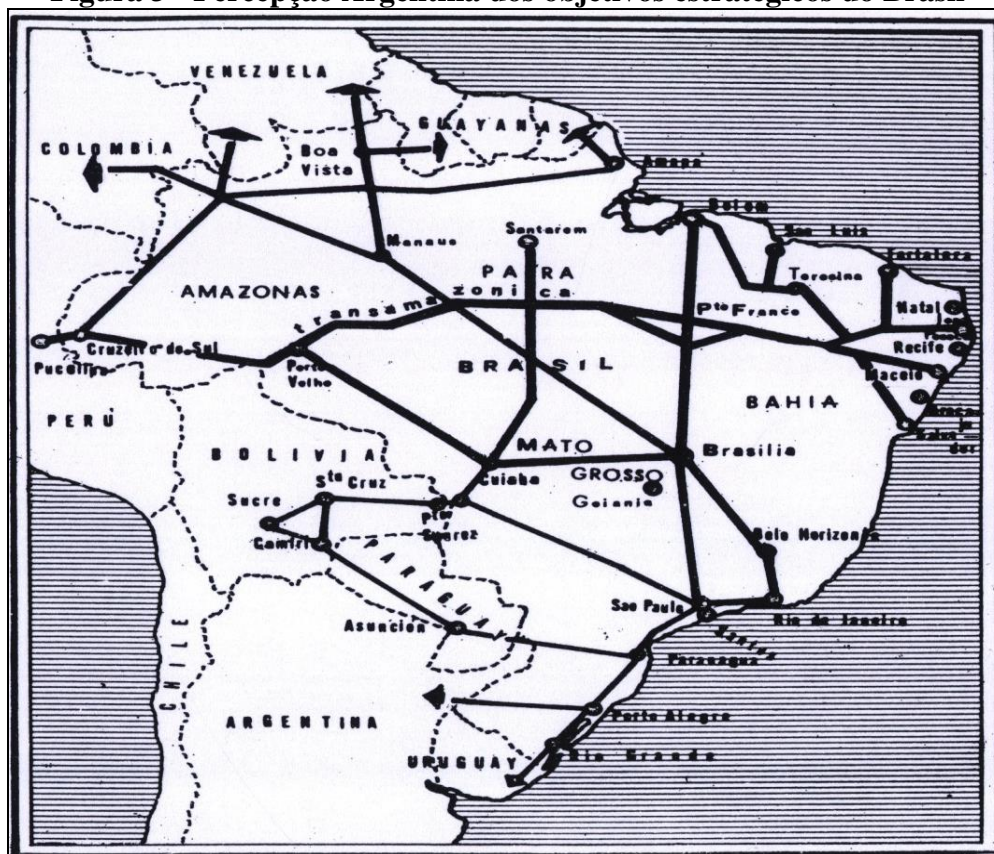 Figura 3 - Percepção Argentina dos objetivos estratégicos do Brasil
VENEZUELA
GUAYANAS
COLOMBIA
Boa
Vista
Amapa
Belem
Santarem
Sao Luis
Manaus
Fortaleza
PARA
Teresina
AMAZONAS
transamazonica
Pto Franco
Natal
Cruzeiro do Sul
Recife
Pucallpa
Porto
Velho
BRASIL
Maceio
PERÚ
BAHIA
BOLIVIA
MATO
Brasilia
Cuiaba
GROSSO
Sta Cruz
Goiania
Sucre
Pto
Suarez
Camiri
Belo Horizonte
PARAGUAY
Sao Paulo
Santos
Rio de Janeiro
Asunción
Paranagua
CHILE
Porto Alegre
ARGENTINA
Rio Grande
URUGUAY